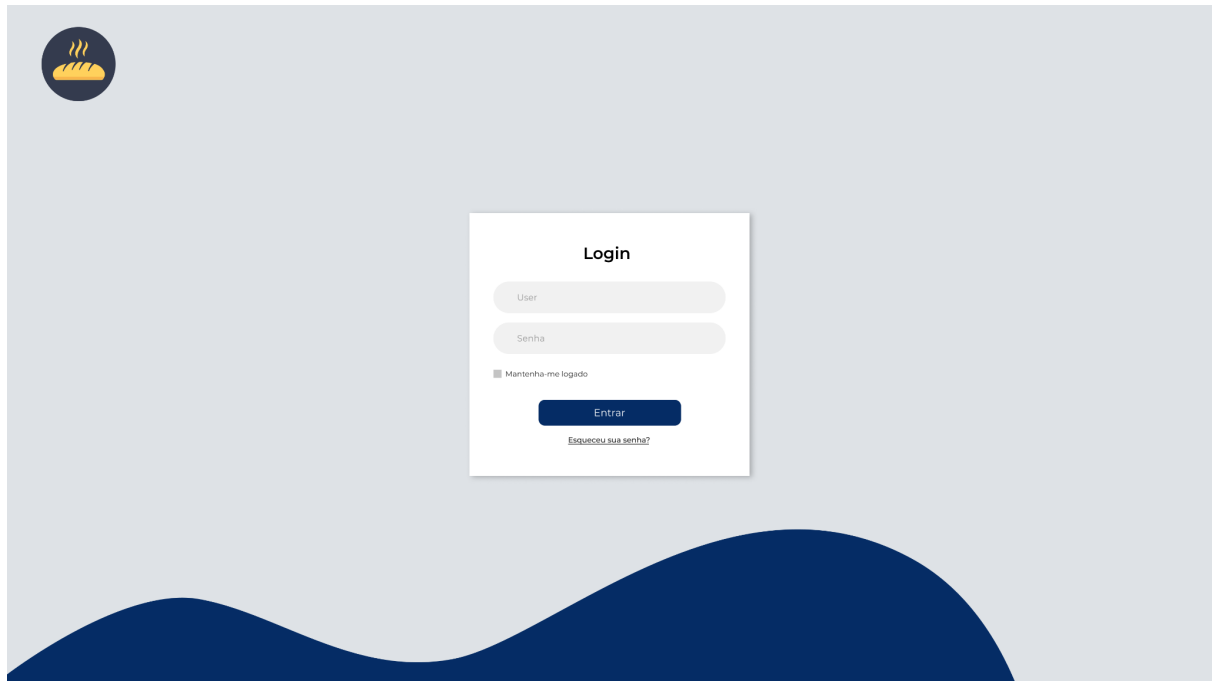 Login
User
Senha
Mantenha-me logado
Entrar
Esqueceu sua senha?